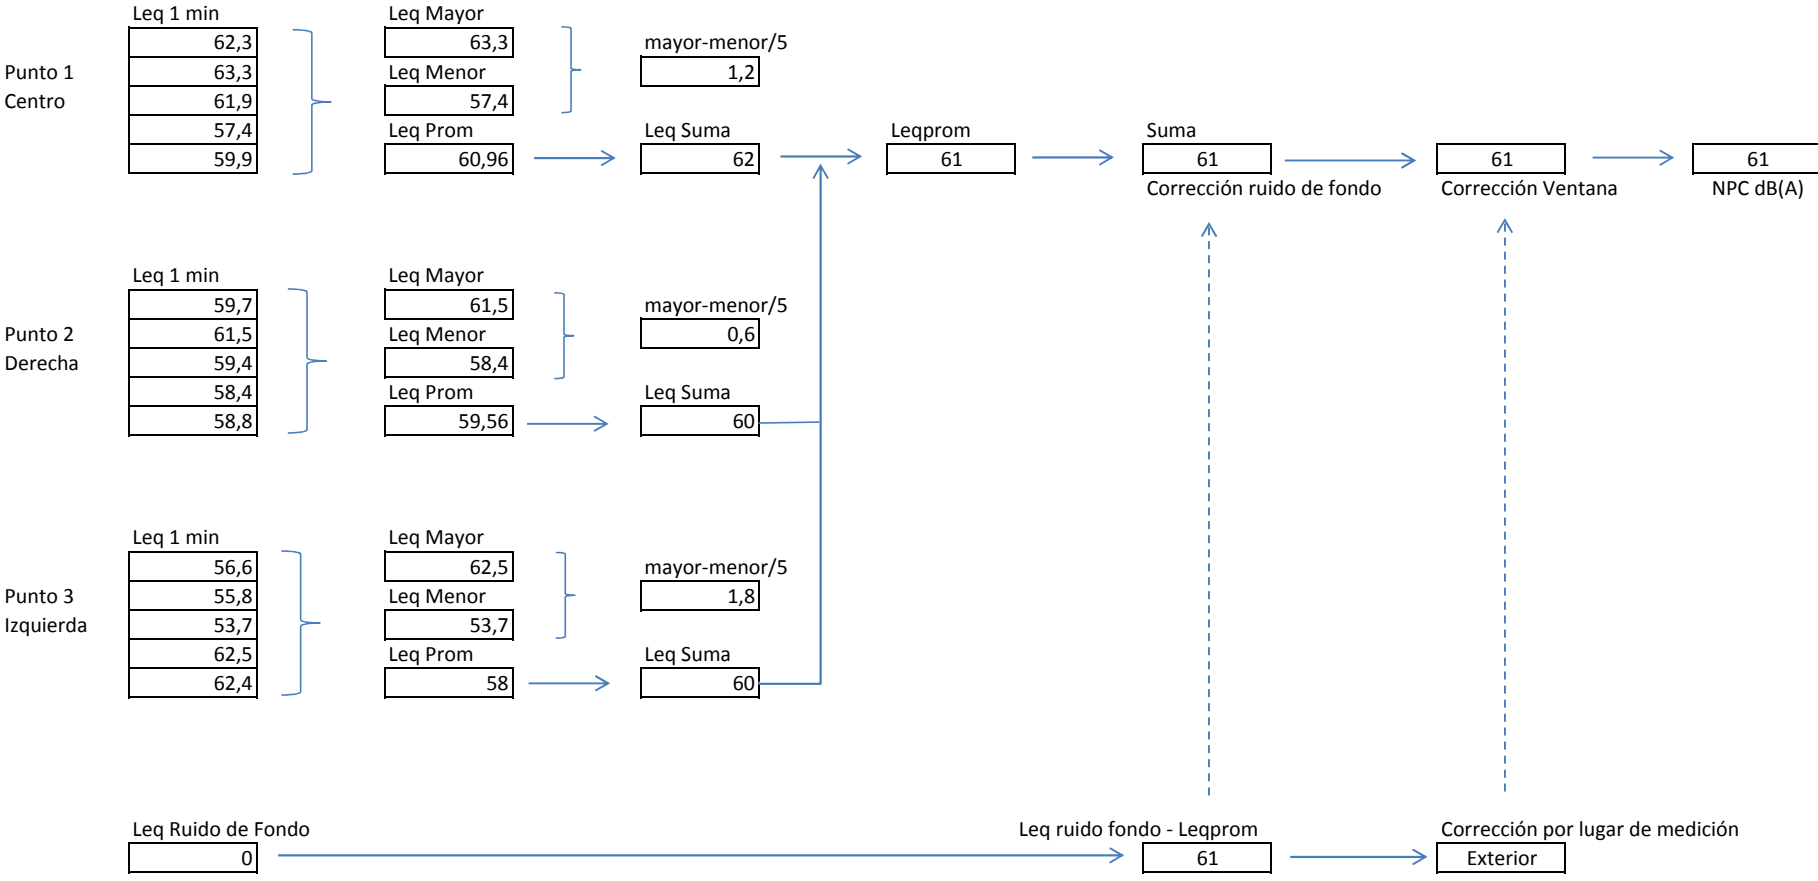 Leq 1 min Leq Mayor
62,3 63,3 mayor-menor/5
Punto 1 63,3 Leq Menor 1,2
Centro 61,9 57,4
57,4 Leq Prom Leq Suma Leqprom Suma
59,9 60,96 62 61 61 61 61
Corrección ruido de fondo Corrección Ventana NPC dB(A)
Leq 1 min Leq Mayor
59,7 61,5 mayor-menor/5
Punto 2 61,5 Leq Menor 0,6
Derecha 59,4 58,4
58,4 Leq Prom Leq Suma
58,8 59,56 60
Leq 1 min Leq Mayor
56,6 62,5 mayor-menor/5
Punto 3 55,8 Leq Menor 1,8
Izquierda 53,7 53,7
62,5 Leq Prom Leq Suma
62,4 58 60
Leq Ruido de Fondo Leq ruido fondo - Leqprom Corrección por lugar de medición
0 61 Exterior